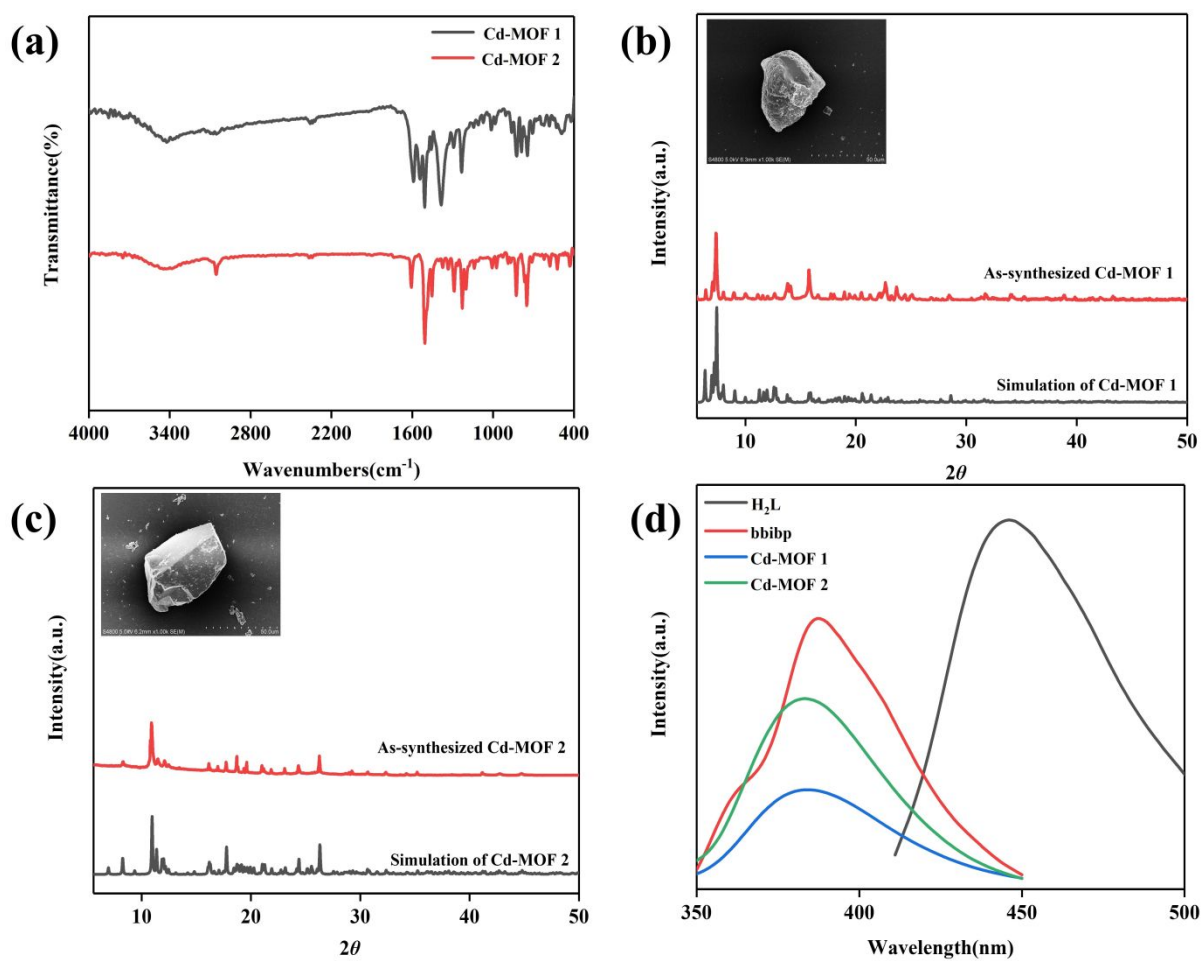 (a)
Cd-MOF 1
Cd-MOF 2
Transmittance(%)
4000 3400 2800 2200 1600 1000 400
Wavenumbers(cm⁻¹)
(b)
As-synthesized Cd-MOF 1
Simulation of Cd-MOF 1
Intensity(a.u.)
10 20 30 40 50
2θ
(c)
As-synthesized Cd-MOF 2
Simulation of Cd-MOF 2
Intensity(a.u.)
10 20 30 40 50
2θ
(d)
H₂L
bbibp
Cd-MOF 1
Cd-MOF 2
Intensity(a.u.)
350 400 450 500
Wavelength(nm)